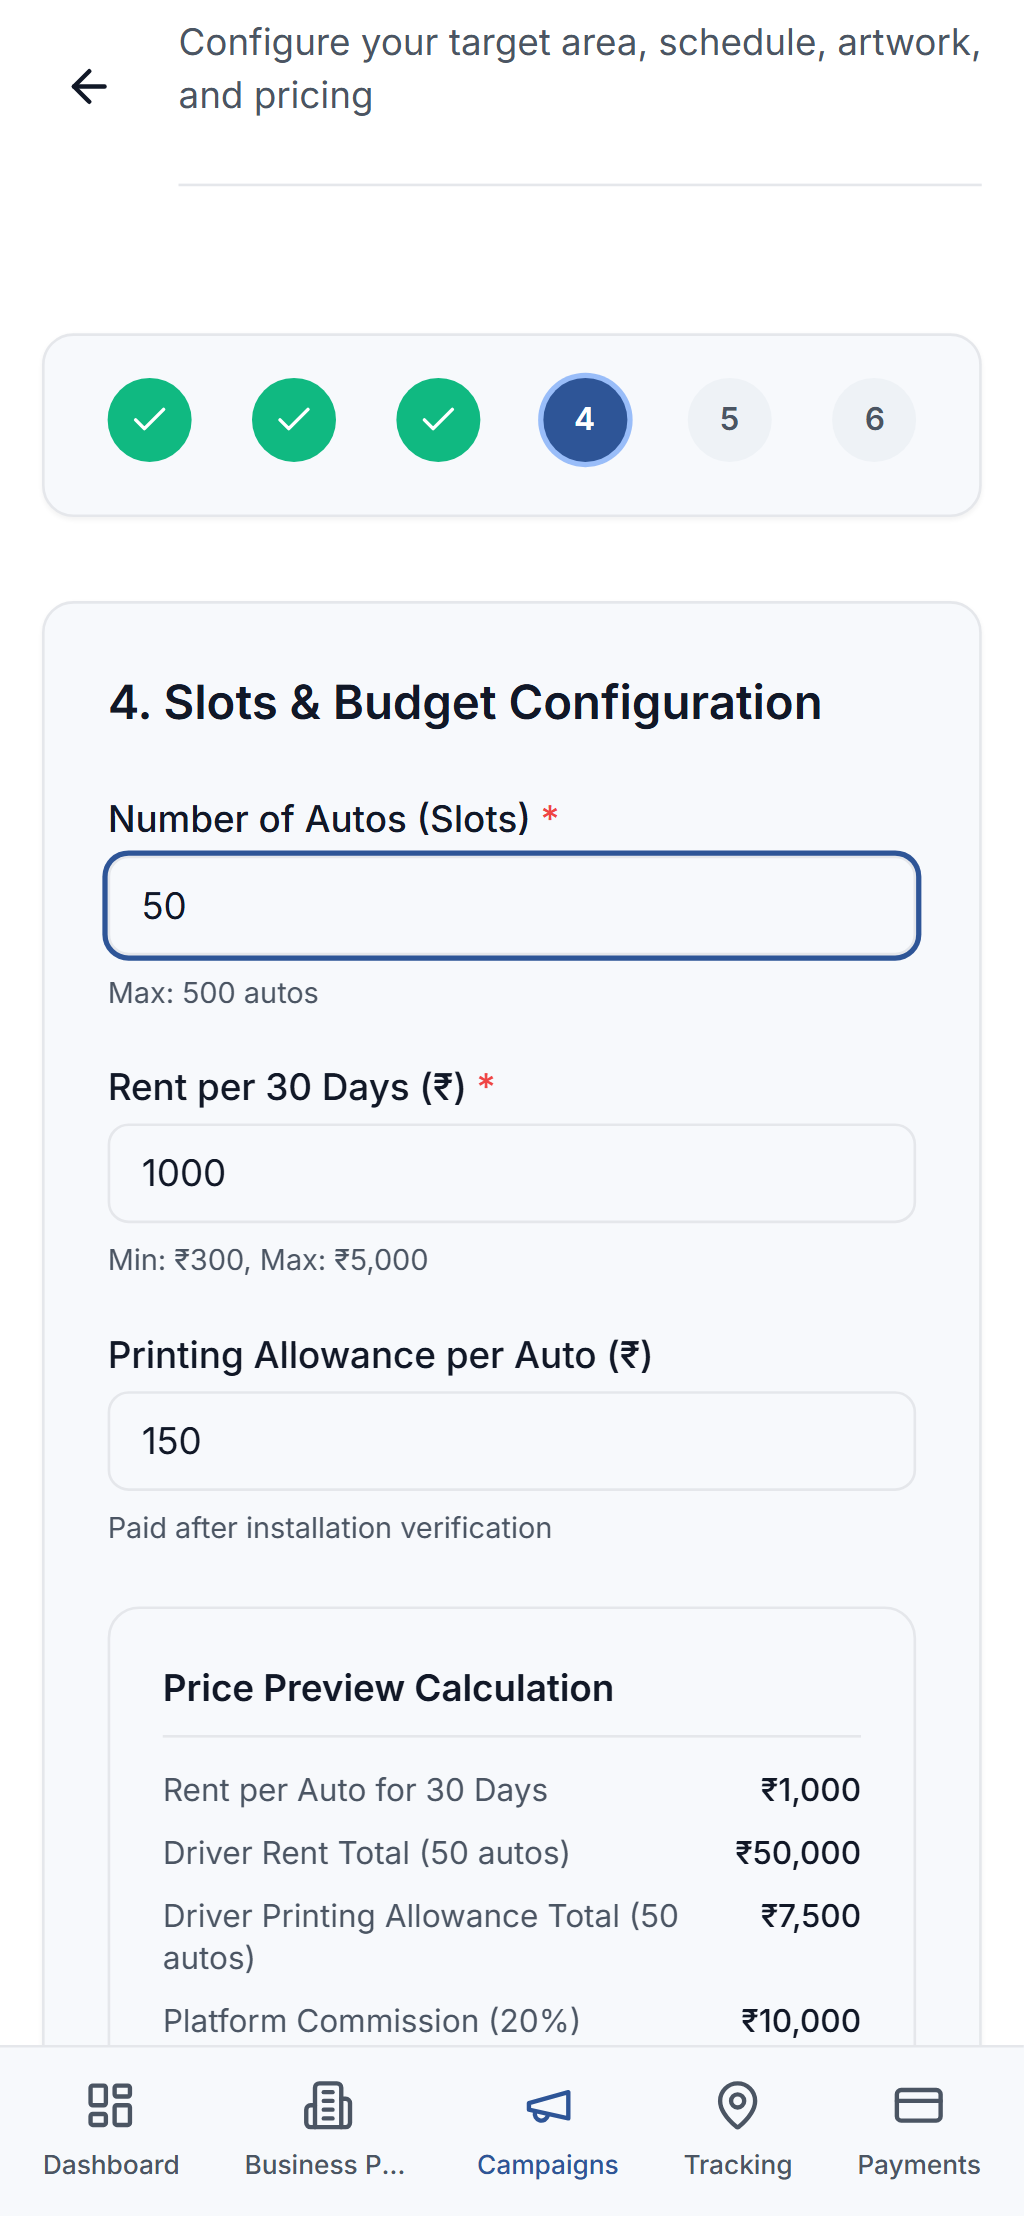 Configure your target area, schedule, artwork,
and pricing
4
5
6
4. Slots & Budget Configuration
Number of Autos (Slots) *
50
Max: 500 autos
Rent per 30 Days (₹) *
1000
Min: ₹300, Max: ₹5,000
Printing Allowance per Auto (₹)
150
Paid after installation verification
Price Preview Calculation
Rent per Auto for 30 Days ₹1,000
Driver Rent Total (50 autos) ₹50,000
Driver Printing Allowance Total (50 ₹7,500
autos)
Platform Commission (20%) ₹10,000
Dashboard
Business P...
Campaigns
Tracking
Payments